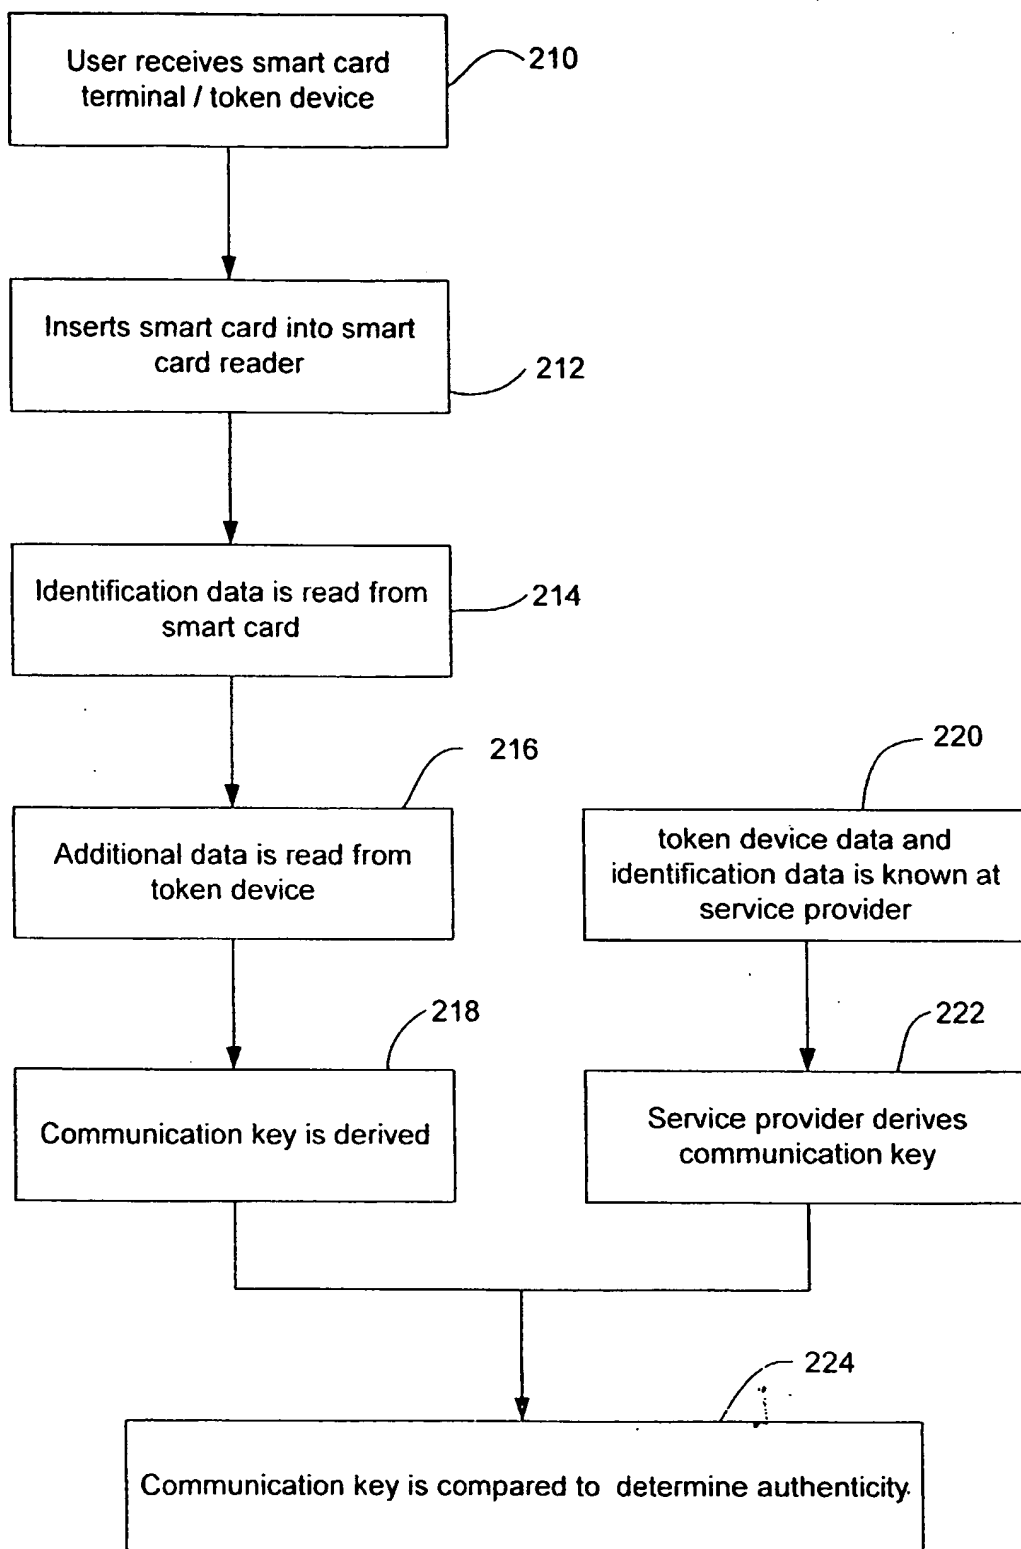 User receives smart card
terminal / token device
210
Inserts smart card into smart
card reader
212
Identification data is read from
smart card
214
216
Additional data is read from
token device
220
token device data and
identification data is known at
service provider
218
Communication key is derived
222
Service provider derives
communication key
224
Communication key is compared to determine authenticity.